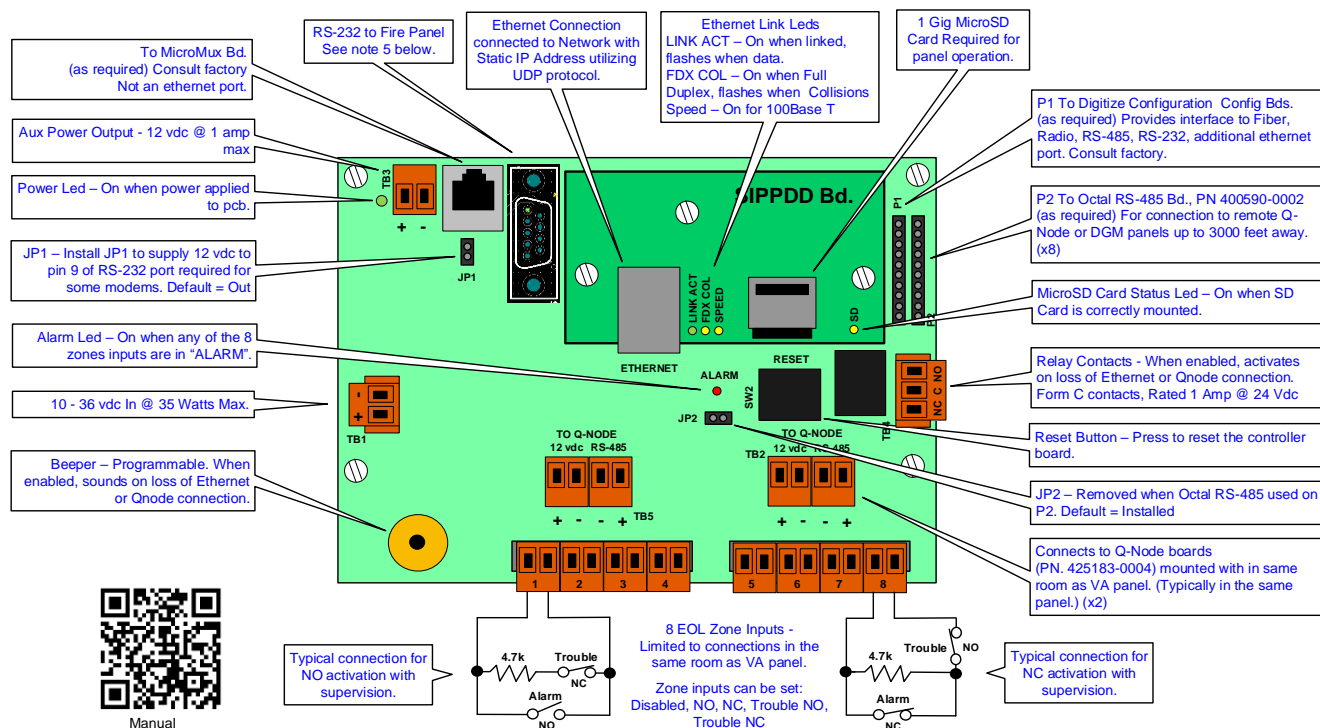 To MicroMux Bd.
(as required) Consult factory
Not an ethernet port.
RS-232 to Fire Panel
See note 5 below.
Ethernet Connection
connected to Network with
Static IP Address utilizing
UDP protocol.
Ethernet Link Leds
LINK ACT – On when linked,
flashes when data.
FDX COL – On when Full
Duplex, flashes when Collisions
Speed – On for 100Base T
1 Gig MicroSD
Card Required for
panel operation.
Aux Power Output - 12 vdc @ 1 amp
max
Power Led – On when power applied
to pcb.
JP1 – Install JP1 to supply 12 vdc to
pin 9 of RS-232 port required for
some modems. Default = Out
Alarm Led – On when any of the 8
zones inputs are in “ALARM”.
10 - 36 vdc In @ 35 Watts Max.
Beeper – Programmable. When
enabled, sounds on loss of Ethernet
or Qnode connection.
P1 To Digitize Configuration Config Bds.
(as required) Provides interface to Fiber,
Radio, RS-485, RS-232, additional ethernet
port. Consult factory.
P2 To Octal RS-485 Bd., PN 400590-0002
(as required) For connection to remote Q-
Node or DGM panels up to 3000 feet away.
(x8)
MicroSD Card Status Led – On when SD
Card is correctly mounted.
Relay Contacts - When enabled, activates
on loss of Ethernet or Qnode connection.
Form C contacts, Rated 1 Amp @ 24 Vdc
Reset Button – Press to reset the controller
board.
JP2 – Removed when Octal RS-485 used on
P2. Default = Installed
Connects to Q-Node boards
(PN. 425183-0004) mounted with in same
room as VA panel. (Typically in the same
panel.) (x2)
TB3
+ -
JP1
SIPPDD Bd.
P1
P2
LINK ACT
FDX COL
SPEED
SD
ETHERNET
RESET
ALARM
SW2
JP2
NC C NO
TB4
-
+
TB1
TO Q-NODE
12 vdc RS-485
+ - - +
TB5
TO Q-NODE
TB2
12 vdc RS-485
+ - - +
1 2 3 4
5 6 7 8
Manual
Typical connection for
NO activation with
supervision.
4.7k
Trouble
NC
Alarm
NO
8 EOL Zone Inputs -
Limited to connections in the
same room as VA panel.
Zone inputs can be set:
Disabled, NO, NC, Trouble NO,
Trouble NC
Trouble
NO
4.7k
Alarm
NC
Typical connection for
NC activation with
supervision.